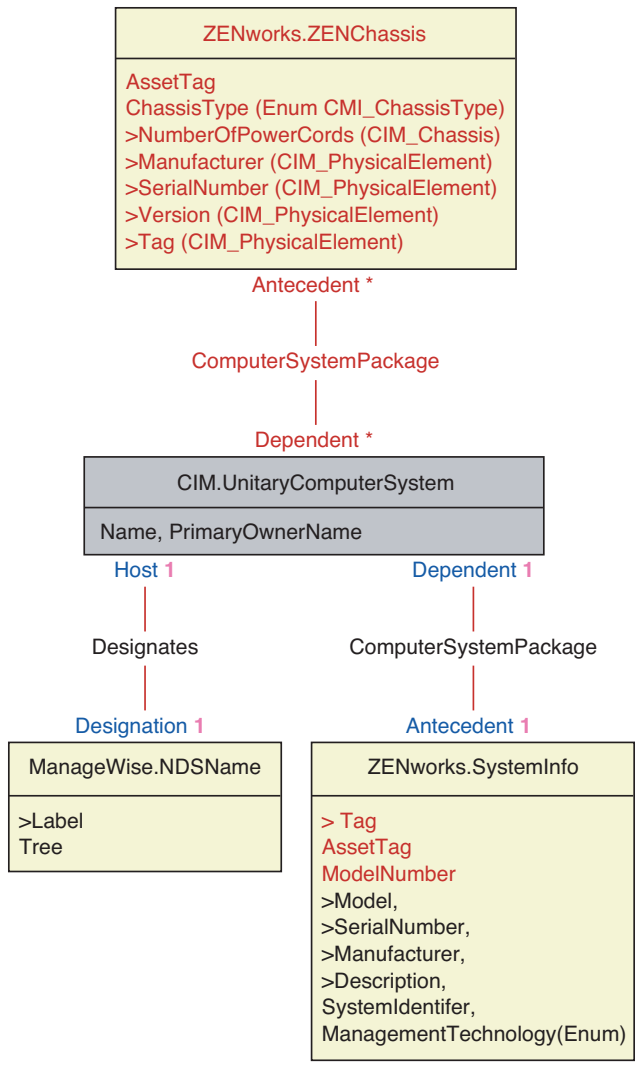 ZENworks.ZENChassis
AssetTag
ChassisType (Enum CMI_ChassisType)
>NumberOfPowerCords (CIM_Chassis)
>Manufacturer (CIM_PhysicalElement)
>SerialNumber (CIM_PhysicalElement)
>Version (CIM_PhysicalElement)
>Tag (CIM_PhysicalElement)
Antecedent *
ComputerSystemPackage
Dependent *
CIM.UnitaryComputerSystem
Name, PrimaryOwnerName
Host 1
Dependent 1
Designates
ComputerSystemPackage
Designation 1
Antecedent 1
ManageWise.NDSName
>Label
Tree
ZENworks.SystemInfo
> Tag
AssetTag
ModelNumber
>Model,
>SerialNumber,
>Manufacturer,
>Description,
SystemIdentifer,
ManagementTechnology(Enum)